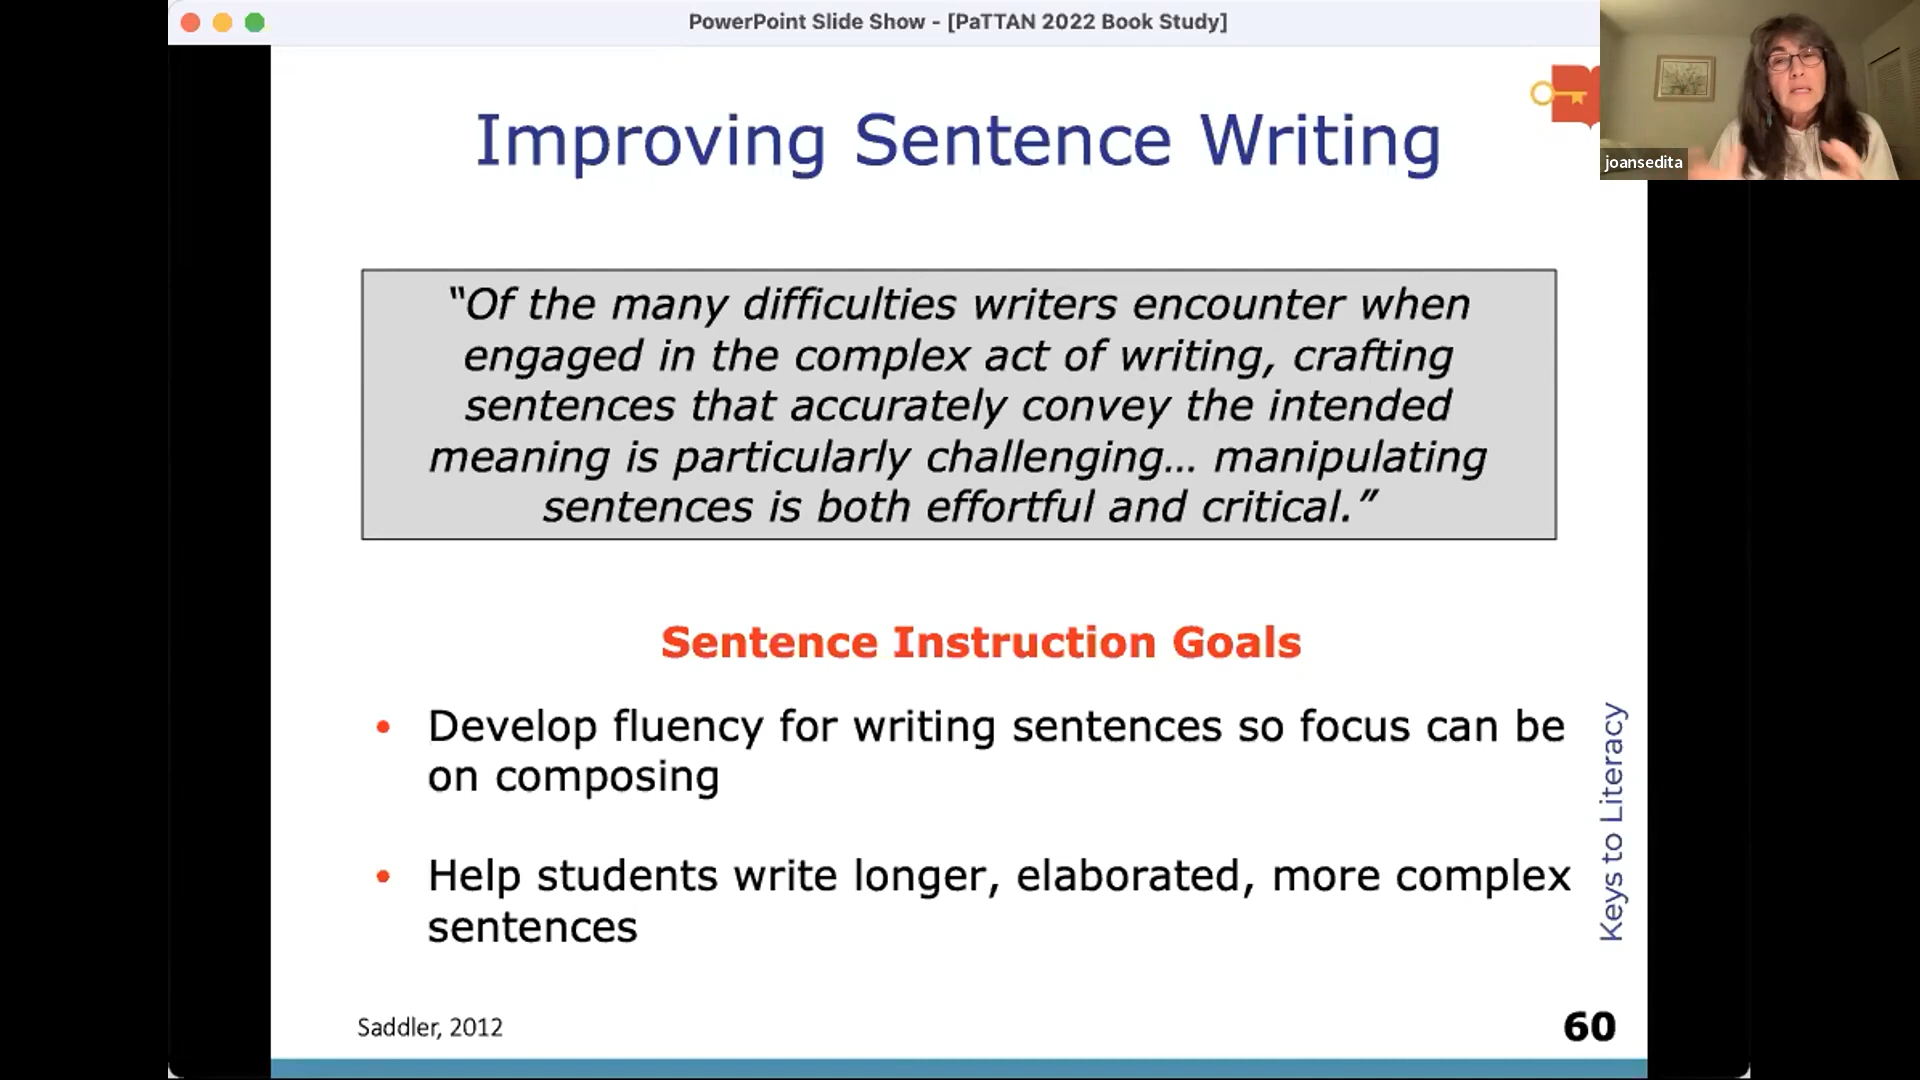 PowerPoint Slide Show - [PaTTAN 2022 Book Study]
joansedita
Improving Sentence Writing
“Of the many difficulties writers encounter when
engaged in the complex act of writing, crafting
sentences that accurately convey the intended
meaning is particularly challenging… manipulating
sentences is both effortful and critical.”
Sentence Instruction Goals
• Develop fluency for writing sentences so focus can be
on composing
• Help students write longer, elaborated, more complex
sentences
Keys to Literacy
Saddler, 2012
60